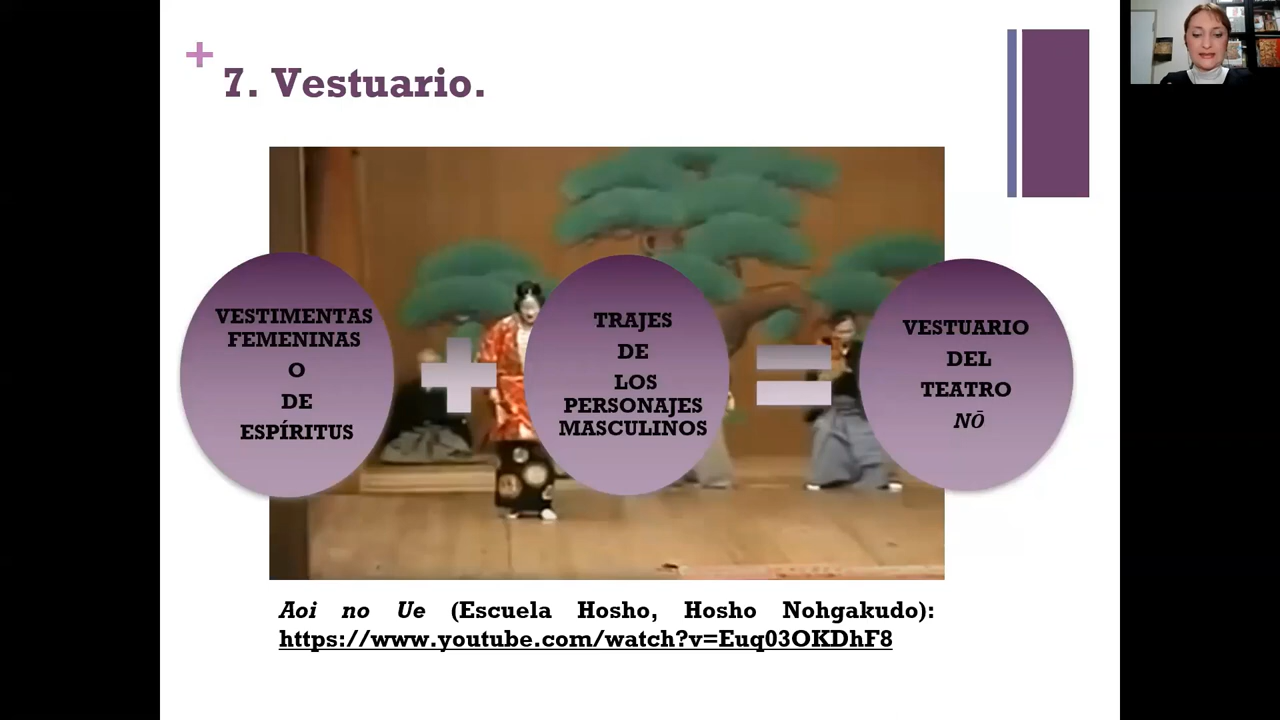 +
7. Vestuario.
VESTIMENTAS
FEMENINAS
O
DE
ESPÍRITUS
+
TRAJES
DE
LOS
PERSONAJES
MASCULINOS
=
VESTUARIO
DEL
TEATRO
NŌ
Aoi no Ue (Escuela Hosho, Hosho Nohgakudo):
https://www.youtube.com/watch?v=Euq03OKDhF8